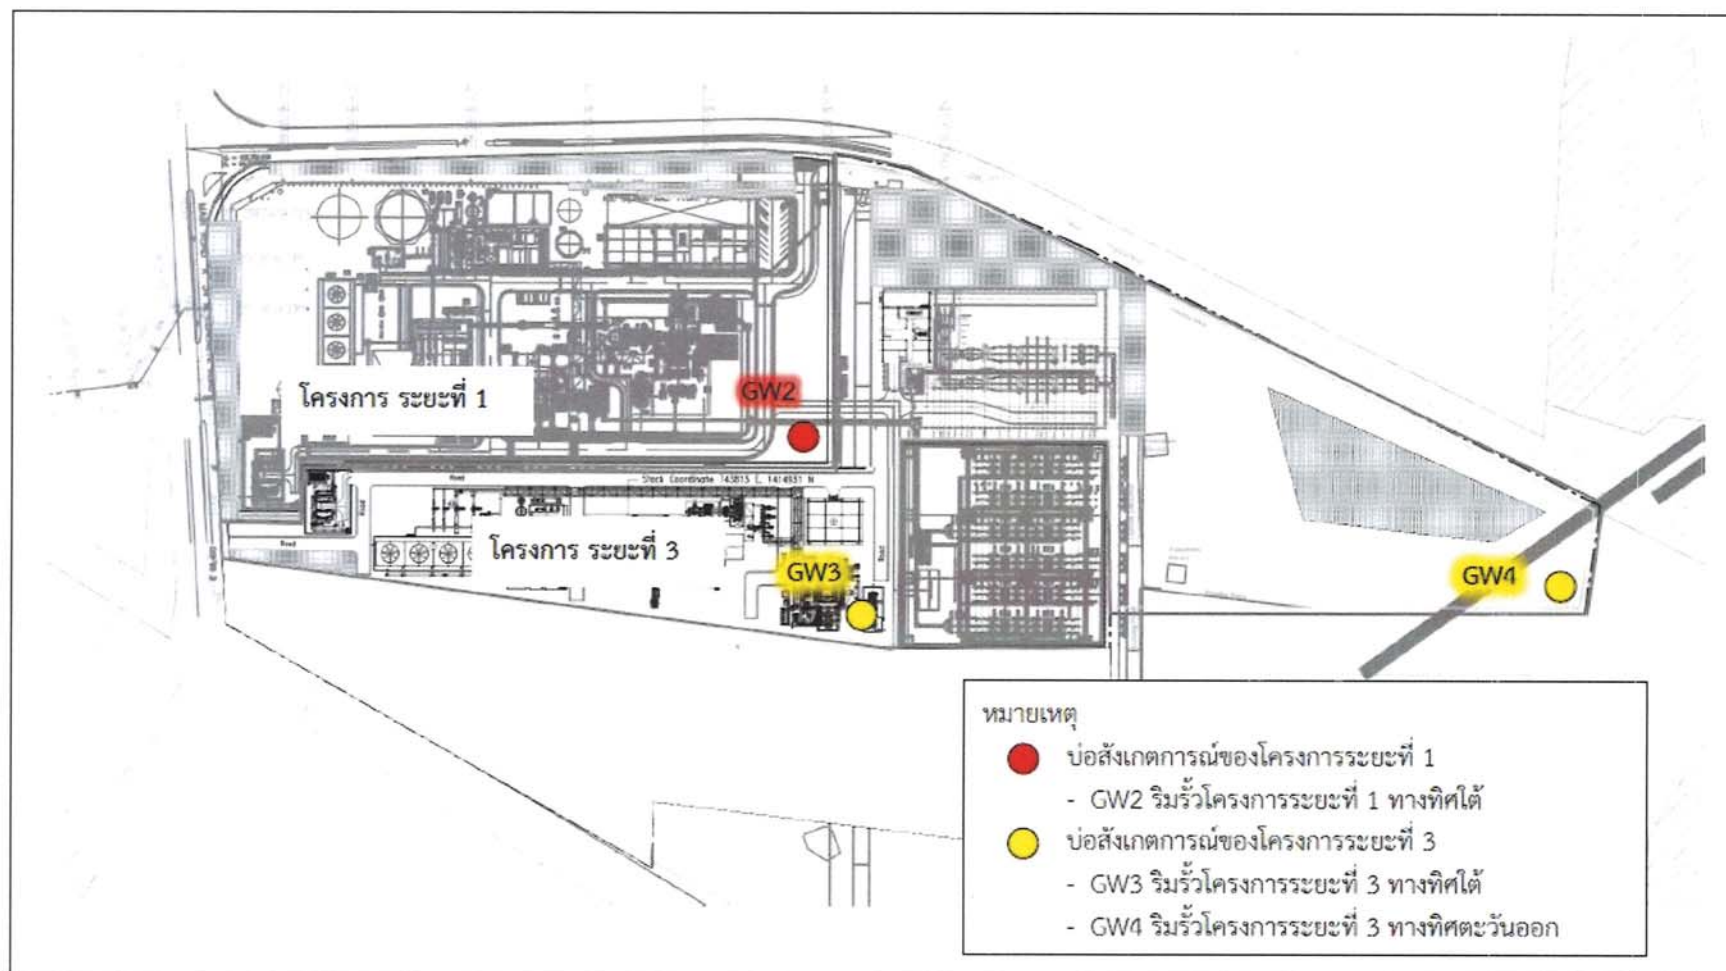 GW2
โครงการ ระยะที่ 1
Road
Stack Coordinate 743815 E, 1414931 N
Road
Road
Road
โครงการ ระยะที่ 3
GW3
GW4
หมายเหตุ
บ่อสังเกตการณ์ของโครงการระยะที่ 1
- GW2 ริมรั้วโครงการระยะที่ 1 ทางทิศใต้
บ่อสังเกตการณ์ของโครงการระยะที่ 3
- GW3 ริมรั้วโครงการระยะที่ 3 ทางทิศใต้
- GW4 ริมรั้วโครงการระยะที่ 3 ทางทิศตะวันออก